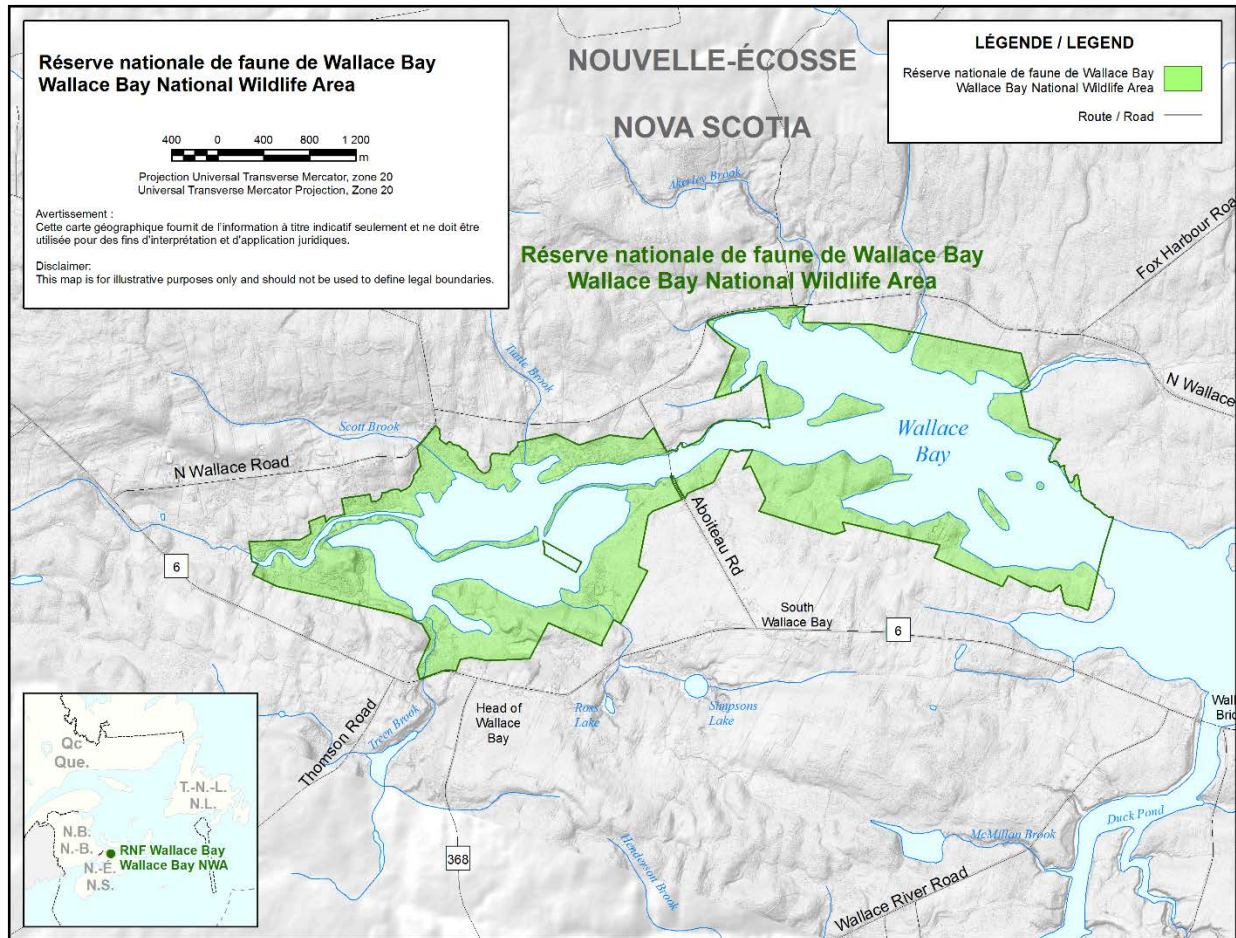 Réserve nationale de faune de Wallace Bay
Wallace Bay National Wildlife Area
400 0 400 800 1 200
m
Projection Universal Transverse Mercator, zone 20
Universal Transverse Mercator Projection, Zone 20
Avertissement :
Cette carte géographique fournit de l'information à titre indicatif seulement et ne doit être
utilisée pour des fins d'interprétation et d'application juridiques.
Disclaimer:
This map is for illustrative purposes only and should not be used to define legal boundaries.
NOUVELLE-ÉCOSSE
NOVA SCOTIA
LÉGENDE / LEGEND
Réserve nationale de faune de Wallace Bay
Wallace Bay National Wildlife Area
Route / Road
Akerley Brook
Fox Harbour Roa
Réserve nationale de faune de Wallace Bay
Wallace Bay National Wildlife Area
Tuttle Brook
N Wallace
Scott Brook
Wallace
Bay
N Wallace Road
Aboiteau Rd
6
South
Wallace Bay
6
Thomson Road
Treen Brook
Head of
Wallace
Bay
Ross
Lake
Simpsons
Lake
Wall
Brid
Duck Pond
McMillan Brook
Henderson Brook
368
Wallace River Road
Qc
Que.
T.-N.-L.
N.L.
N.B.
N.-B.
RNF Wallace Bay
Wallace Bay NWA
N.-É.
N.S.